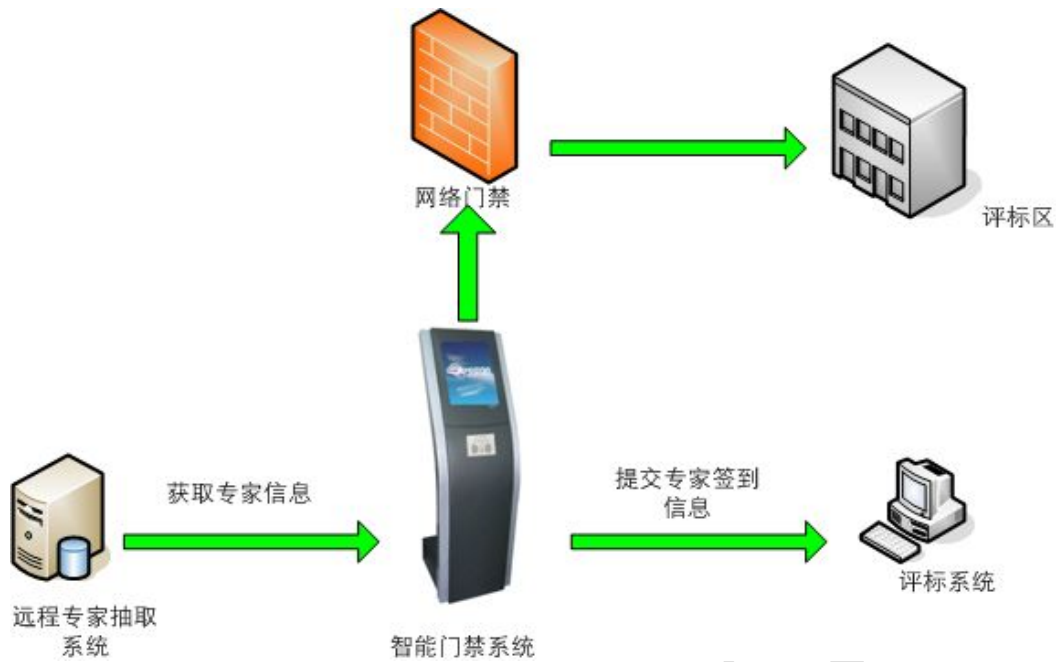 网络门禁
评标区
获取专家信息
提交专家签到
信息
远程专家抽取
系统
智能门禁系统
评标系统